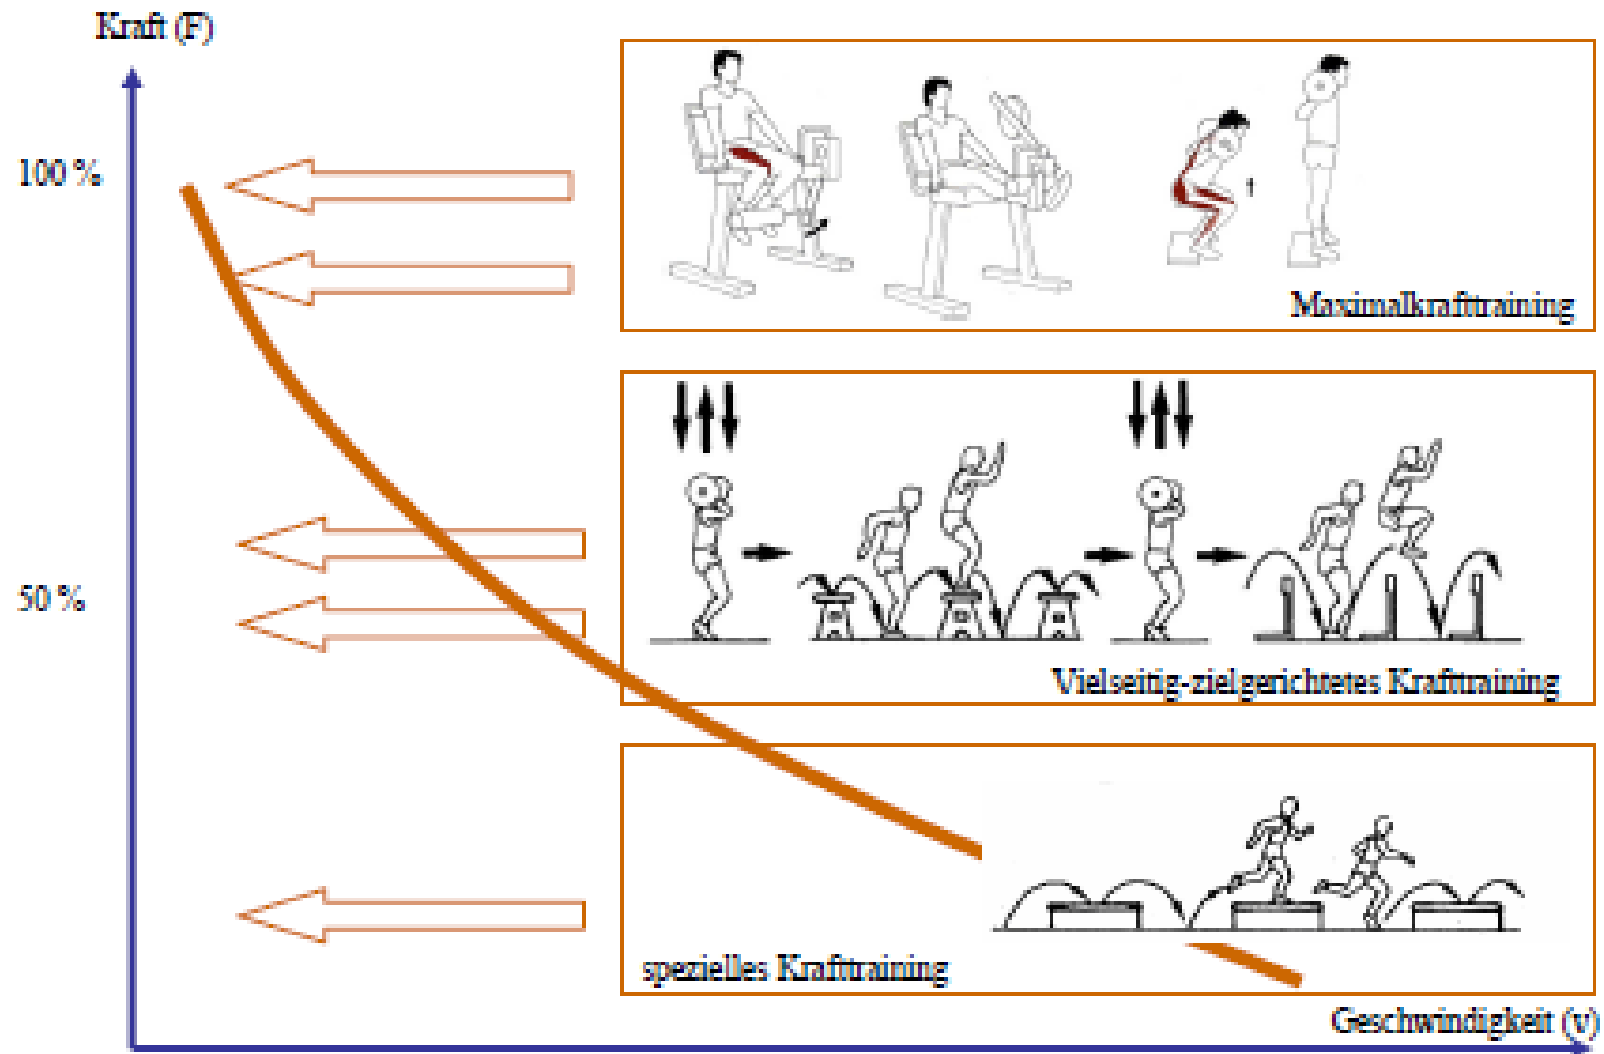 Kraft (F)
100 %
Maximalkrafttraining
50 %
Vielseitig-zielgerichtetes Krafttraining
spezielles Krafttraining
Geschwindigkeit (v)